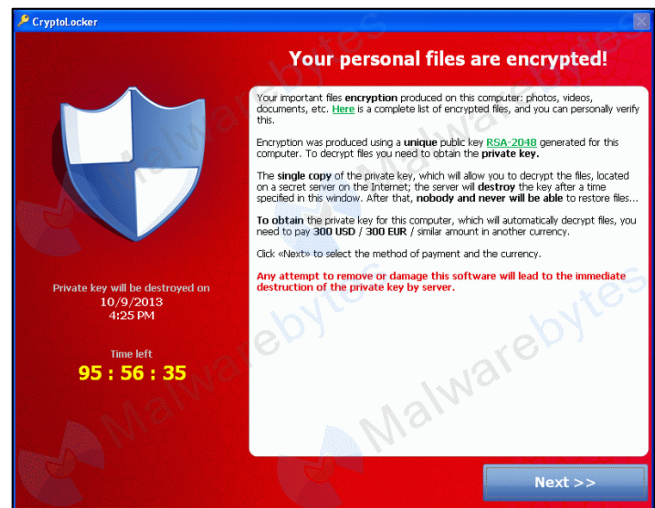 CryptoLocker
Your personal files are encrypted!
Your important files encryption produced on this computer: photos, videos,
documents, etc. Here is a complete list of encrypted files, and you can personally verify
this.
Encryption was produced using a unique public key RSA-2048 generated for this
computer. To decrypt files you need to obtain the private key.
The single copy of the private key, which will allow you to decrypt the files, located
on a secret server on the Internet; the server will destroy the key after a time
specified in this window. After that, nobody and never will be able to restore files...
To obtain the private key for this computer, which will automatically decrypt files, you
need to pay 300 USD / 300 EUR / similar amount in another currency.
Click «Next» to select the method of payment and the currency.
Any attempt to remove or damage this software will lead to the immediate
destruction of the private key by server.
Private key will be destroyed on
10/9/2013
4:25 PM
Time left
95 : 56 : 35
Next >>
Malwarebytes
Malwarebytes
Malwarebytes
Malwarebytes